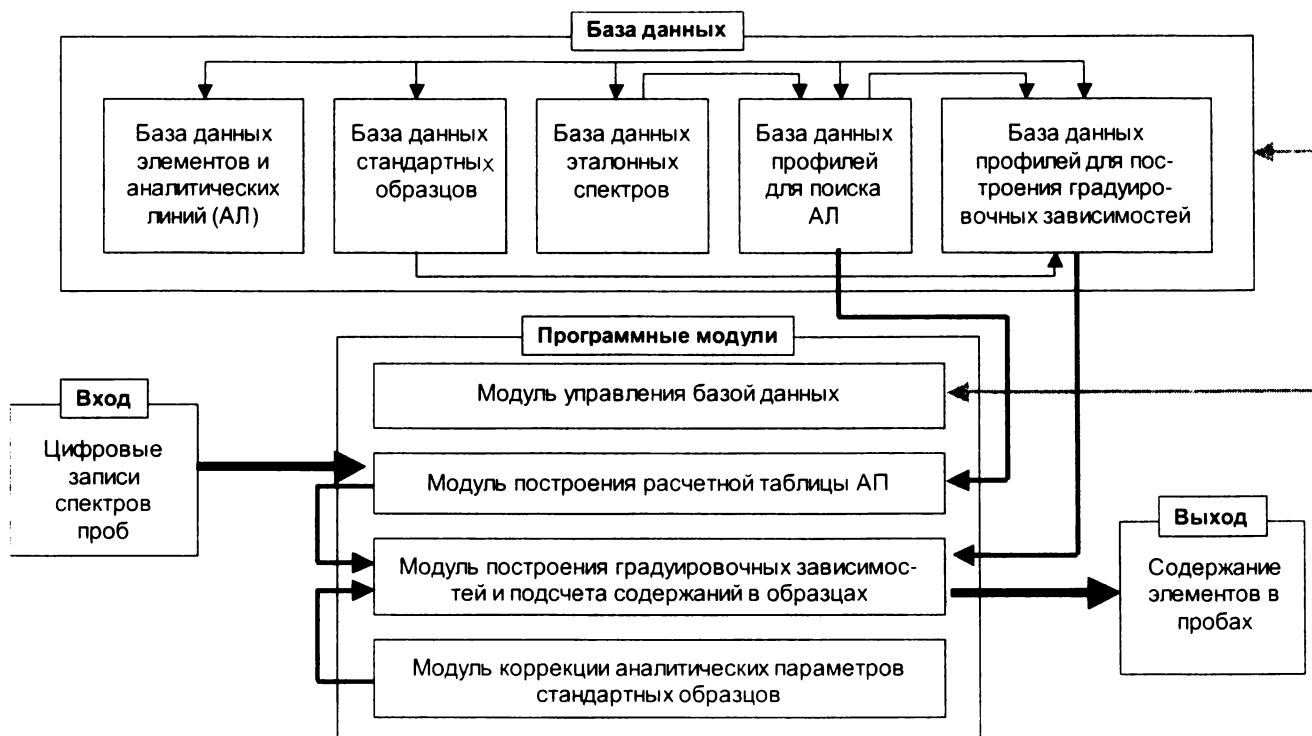 База данных
База данных
элементов и
аналитических
линий (АЛ)
База данных
стандартных
образцов
База данных
эталонных
спектров
База данных
профилей
для поиска
АЛ
База данных
профилей для пос-
троения градуиро-
вочных зависимостей
Программные модули
Модуль управления базой данных
Вход
Цифровые
записи
спектров
проб
Модуль построения расчетной таблицы АП
Модуль построения градуировочных зависимос-
тей и подсчета содержаний в образцах
Модуль коррекции аналитических параметров
стандартных образцов
Выход
Содержание
элементов в
пробах